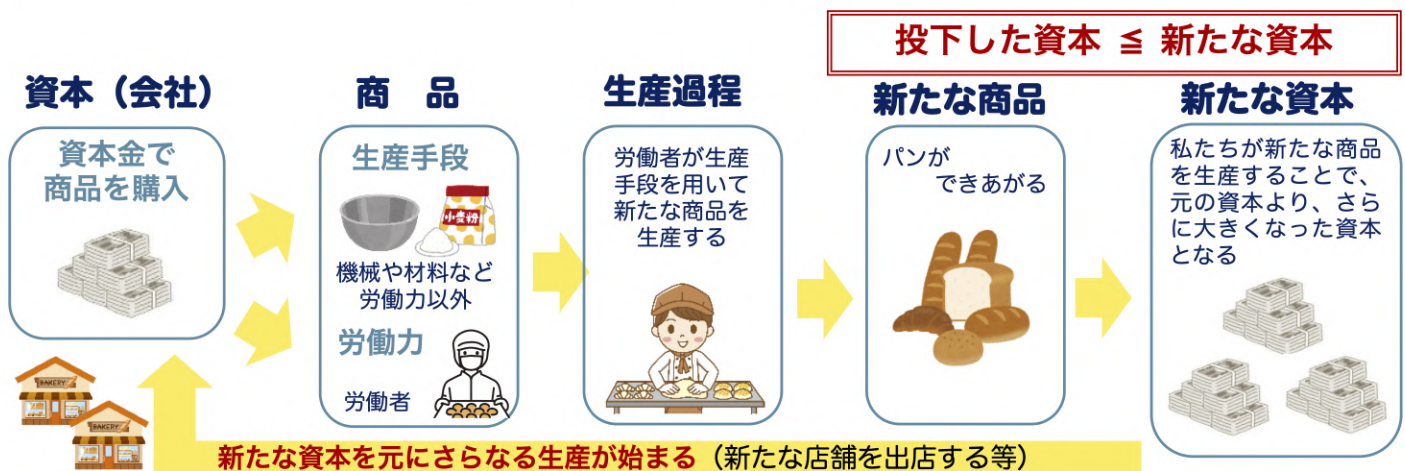 投下した資本 ≦ 新たな資本
資本（会社）
資本金で
商品を購入
商　品
生産手段
小麦粉
機械や材料など
労働力以外
労働力
労働者
生産過程
労働者が生産
手段を用いて
新たな商品を
生産する
新たな商品
パンが
できあがる
新たな資本
私たちが新たな商品
を生産することで、
元の資本より、さら
に大きくなった資本
となる
BAKERY
BAKERY
新たな資本を元にさらなる生産が始まる（新たな店舗を出店する等）